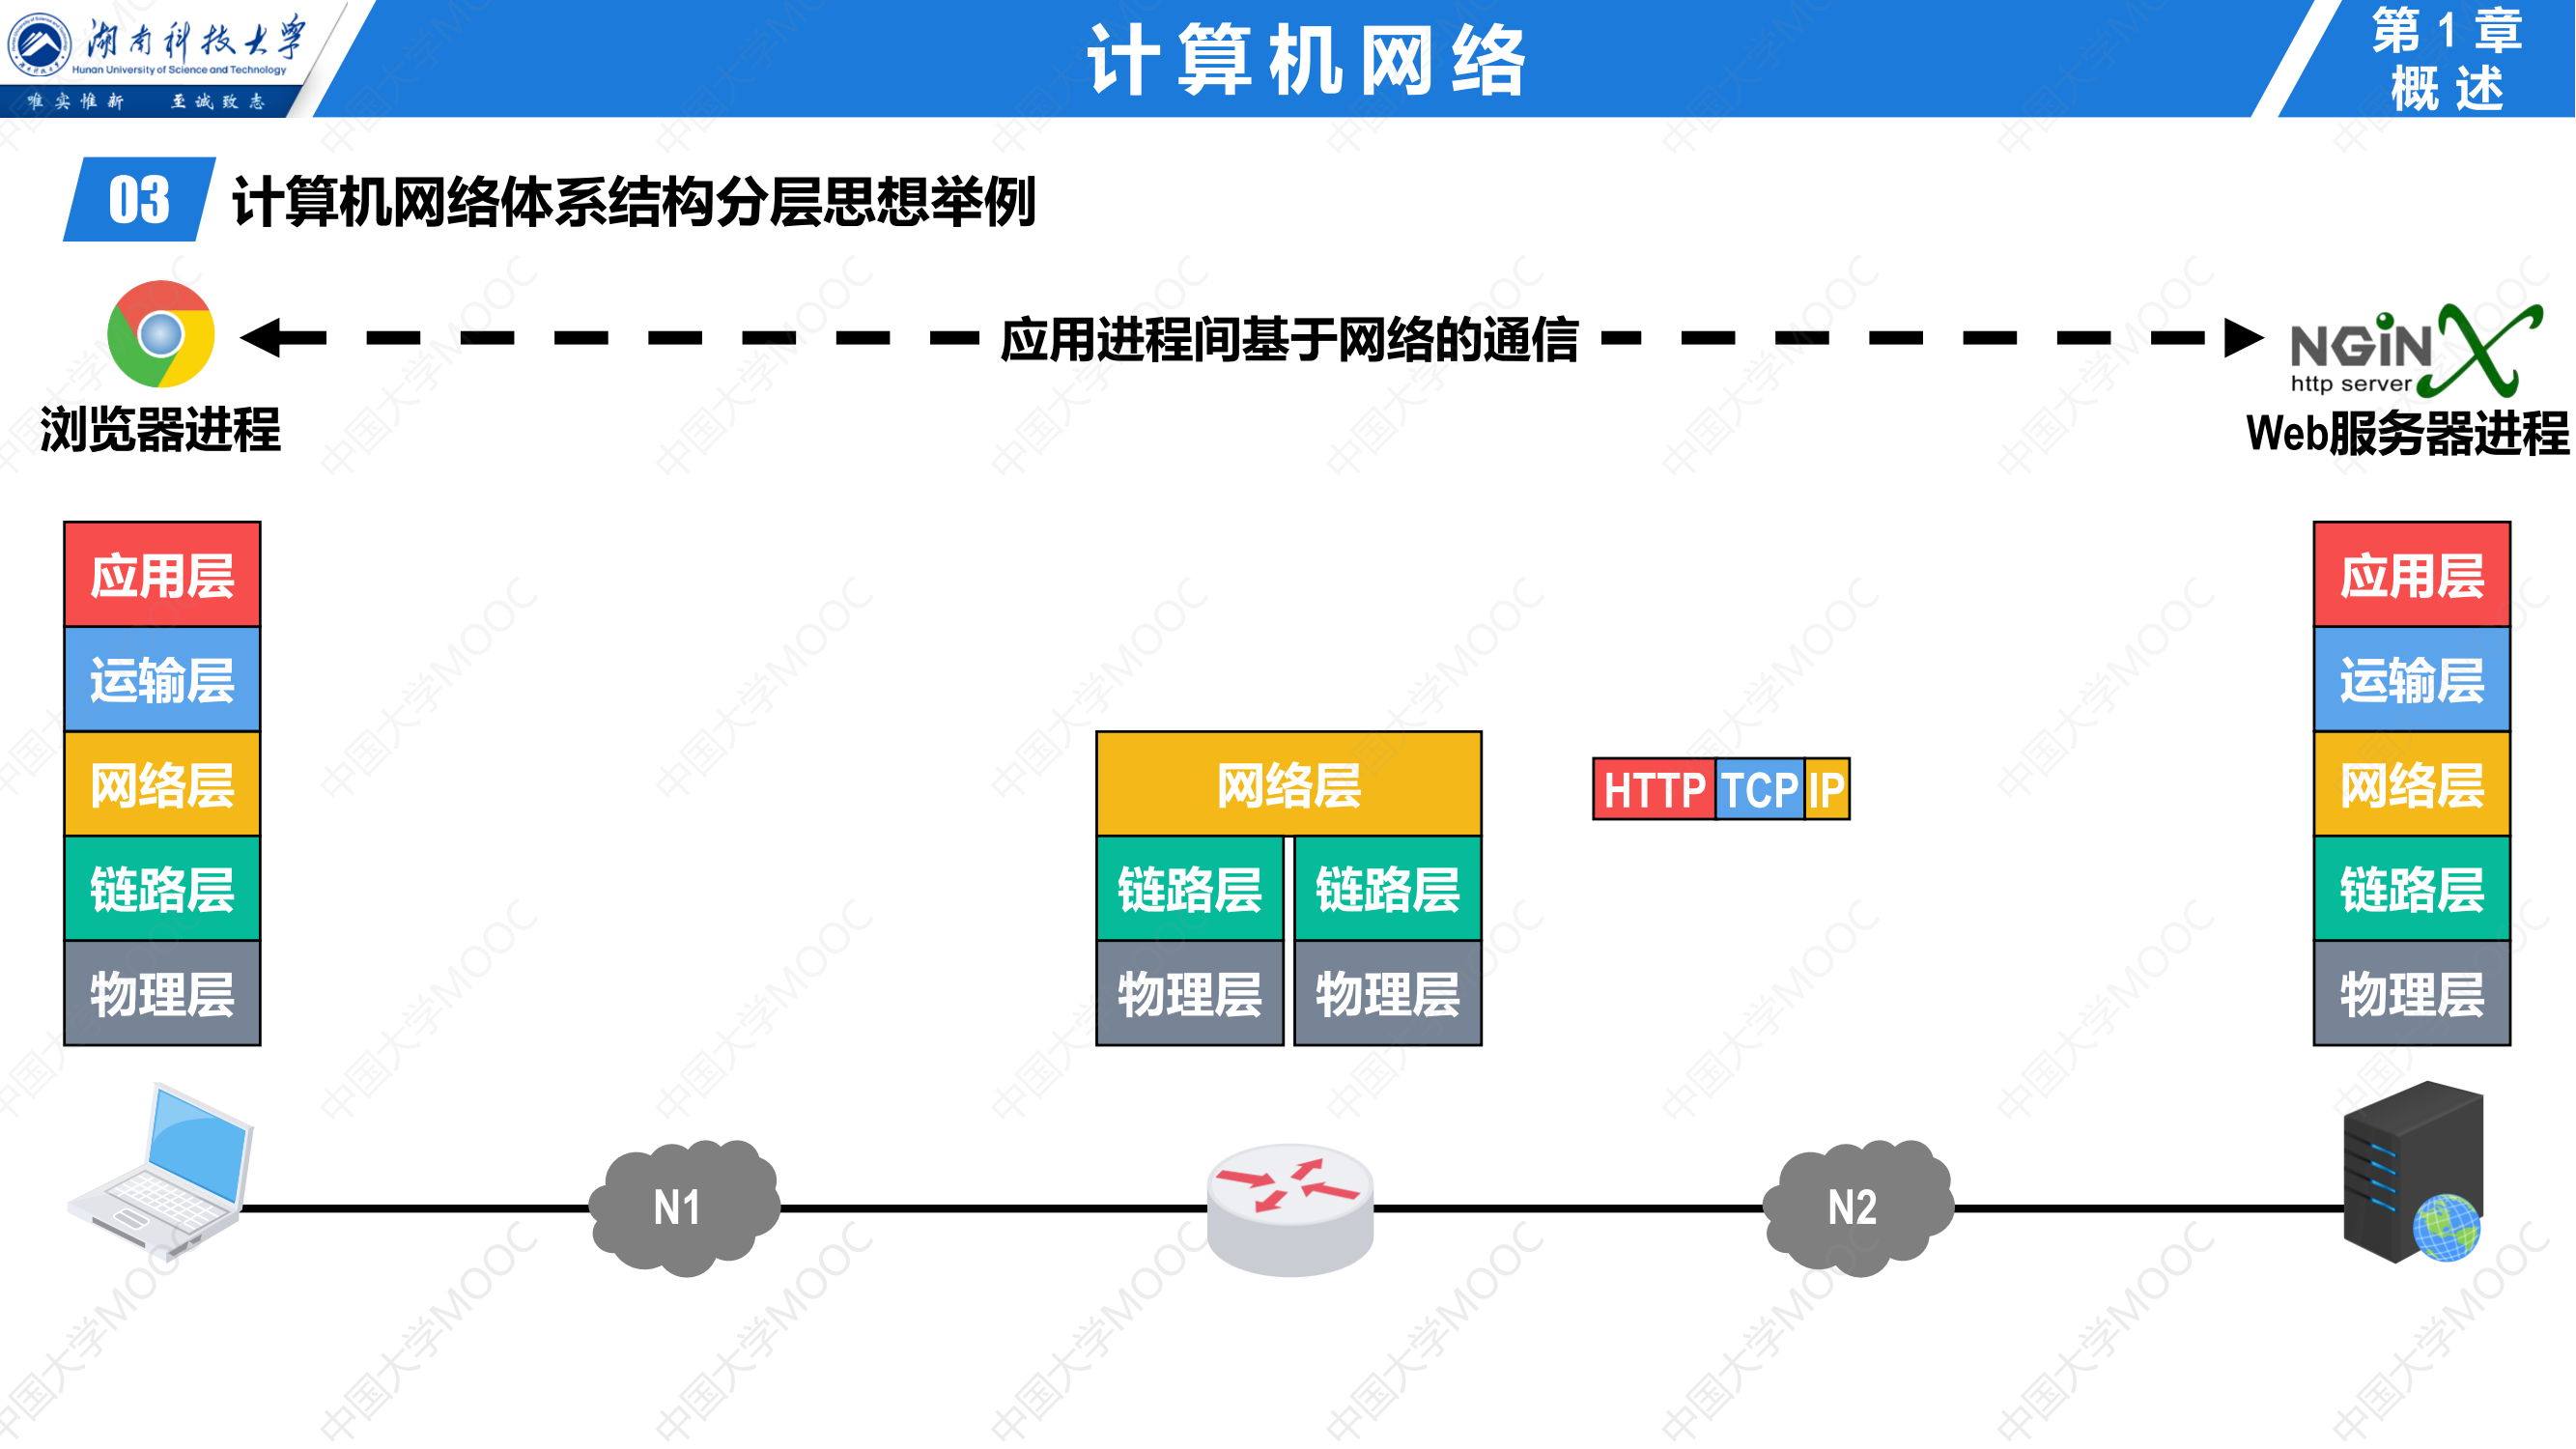 湖南科技大学
Hunan University of Science and Technology
唯实惟新 至诚致志
计算机网络
第1章
概述
03 计算机网络体系结构分层思想举例
应用进程间基于网络的通信
NGiNX
http server
浏览器进程
Web服务器进程
应用层
运输层
网络层
链路层
物理层
网络层
链路层 链路层
物理层 物理层
HTTP TCP IP
应用层
运输层
网络层
链路层
物理层
N1
N2
中国大学MOOC